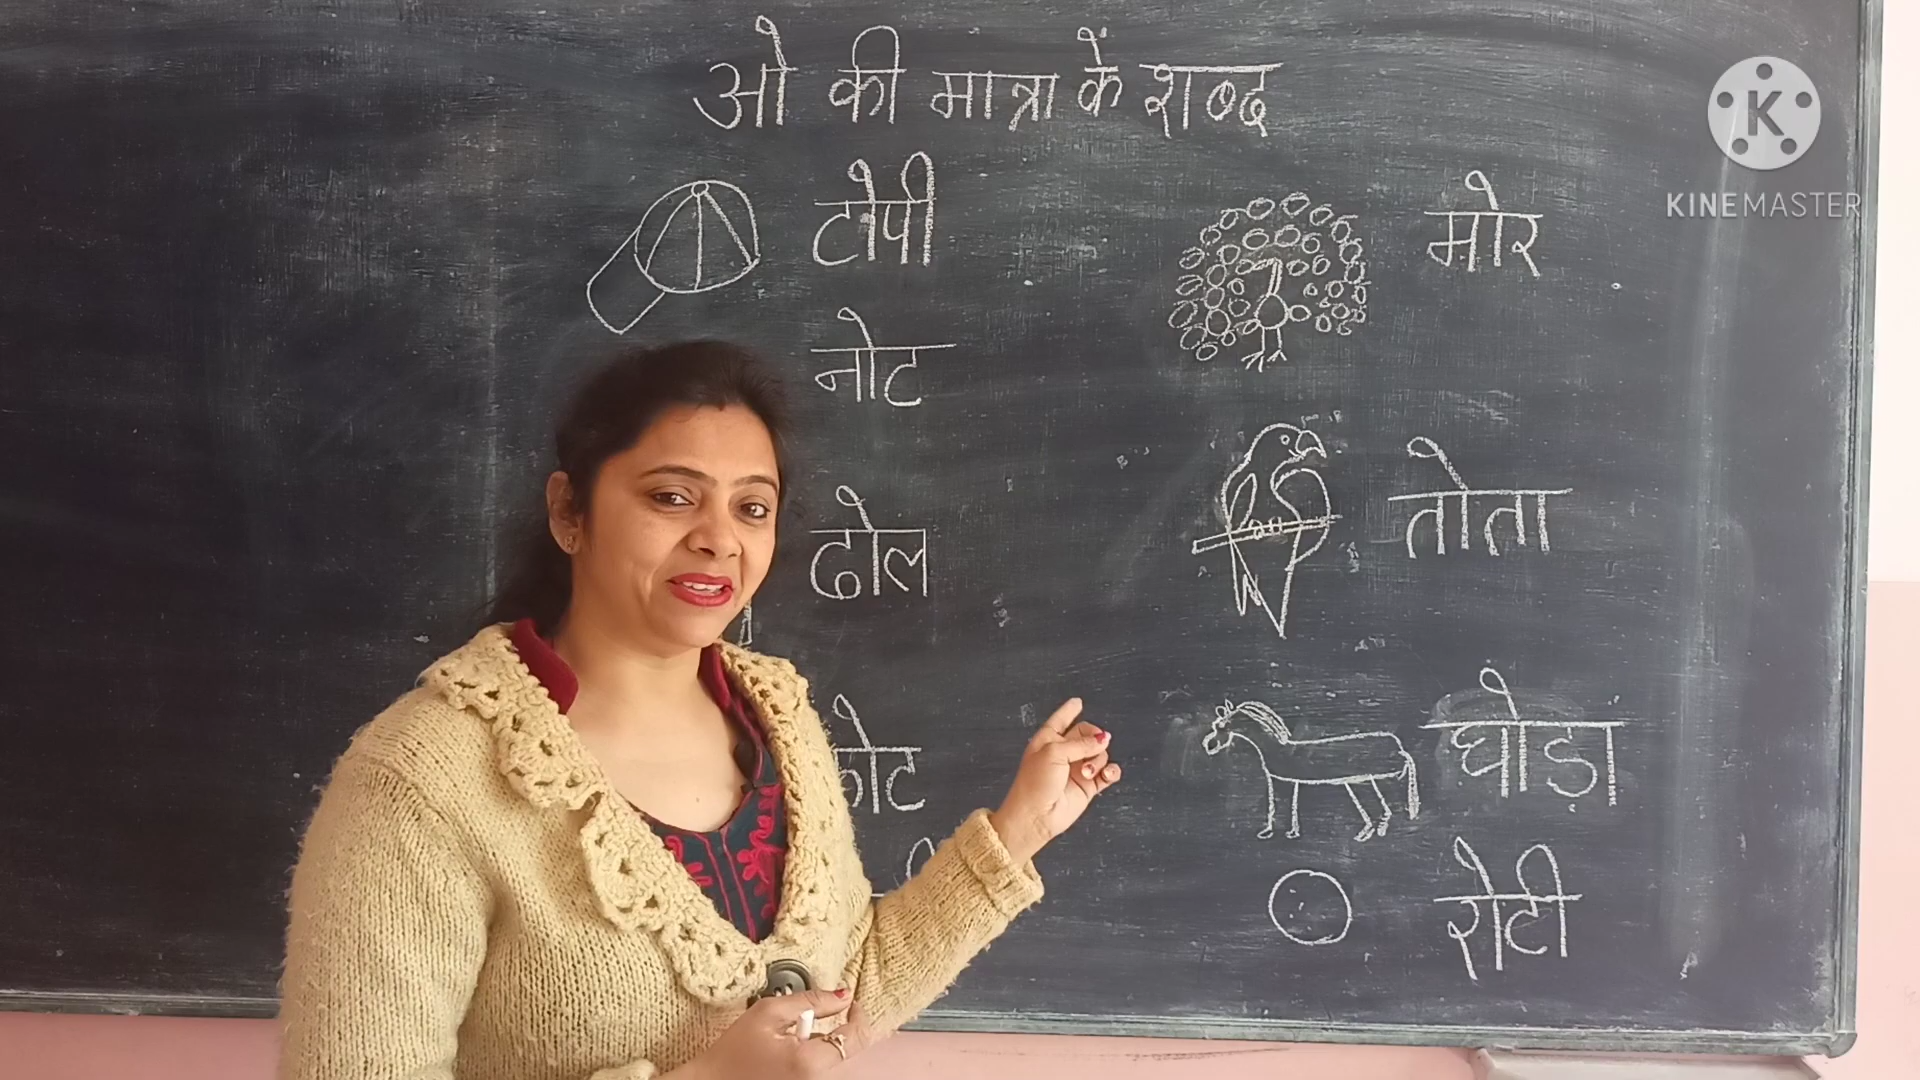 ओ की मात्रा के शब्द
टोपी
मोर
नोट
तोता
ढोल
घोड़ा
कोट
रोटी
KINEMASTER